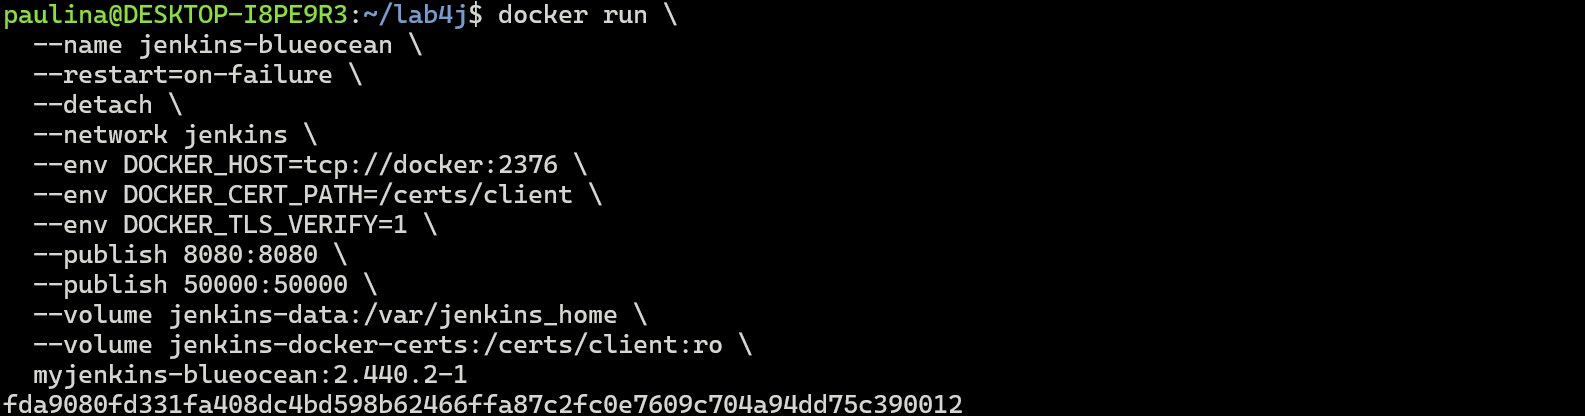 paulina@DESKTOP-I8PE9R3:~/lab4j$ docker run \
  --name jenkins-blueocean \
  --restart=on-failure \
  --detach \
  --network jenkins \
  --env DOCKER_HOST=tcp://docker:2376 \
  --env DOCKER_CERT_PATH=/certs/client \
  --env DOCKER_TLS_VERIFY=1 \
  --publish 8080:8080 \
  --publish 50000:50000 \
  --volume jenkins-data:/var/jenkins_home \
  --volume jenkins-docker-certs:/certs/client:ro \
  myjenkins-blueocean:2.440.2-1
fda9080fd331fa408dc4bd598b62466ffa87c2fc0e7609c704a94dd75c390012